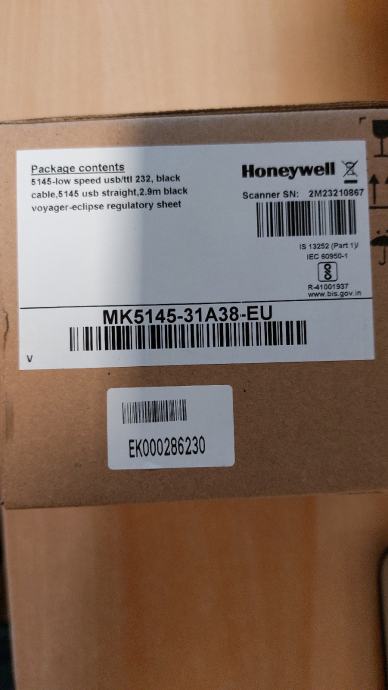 Package contents
5145-low speed usb/ttl 232, black
cable,5145 usb straight,2.9m black
voyager-eclipse regulatory sheet
Honeywell
Scanner SN: 2M23210867
IS 13252 (Part 1)/
IEC 60950-1
R-41001937
www.bis.gov.in
MK5145-31A38-EU
V
EK000286230